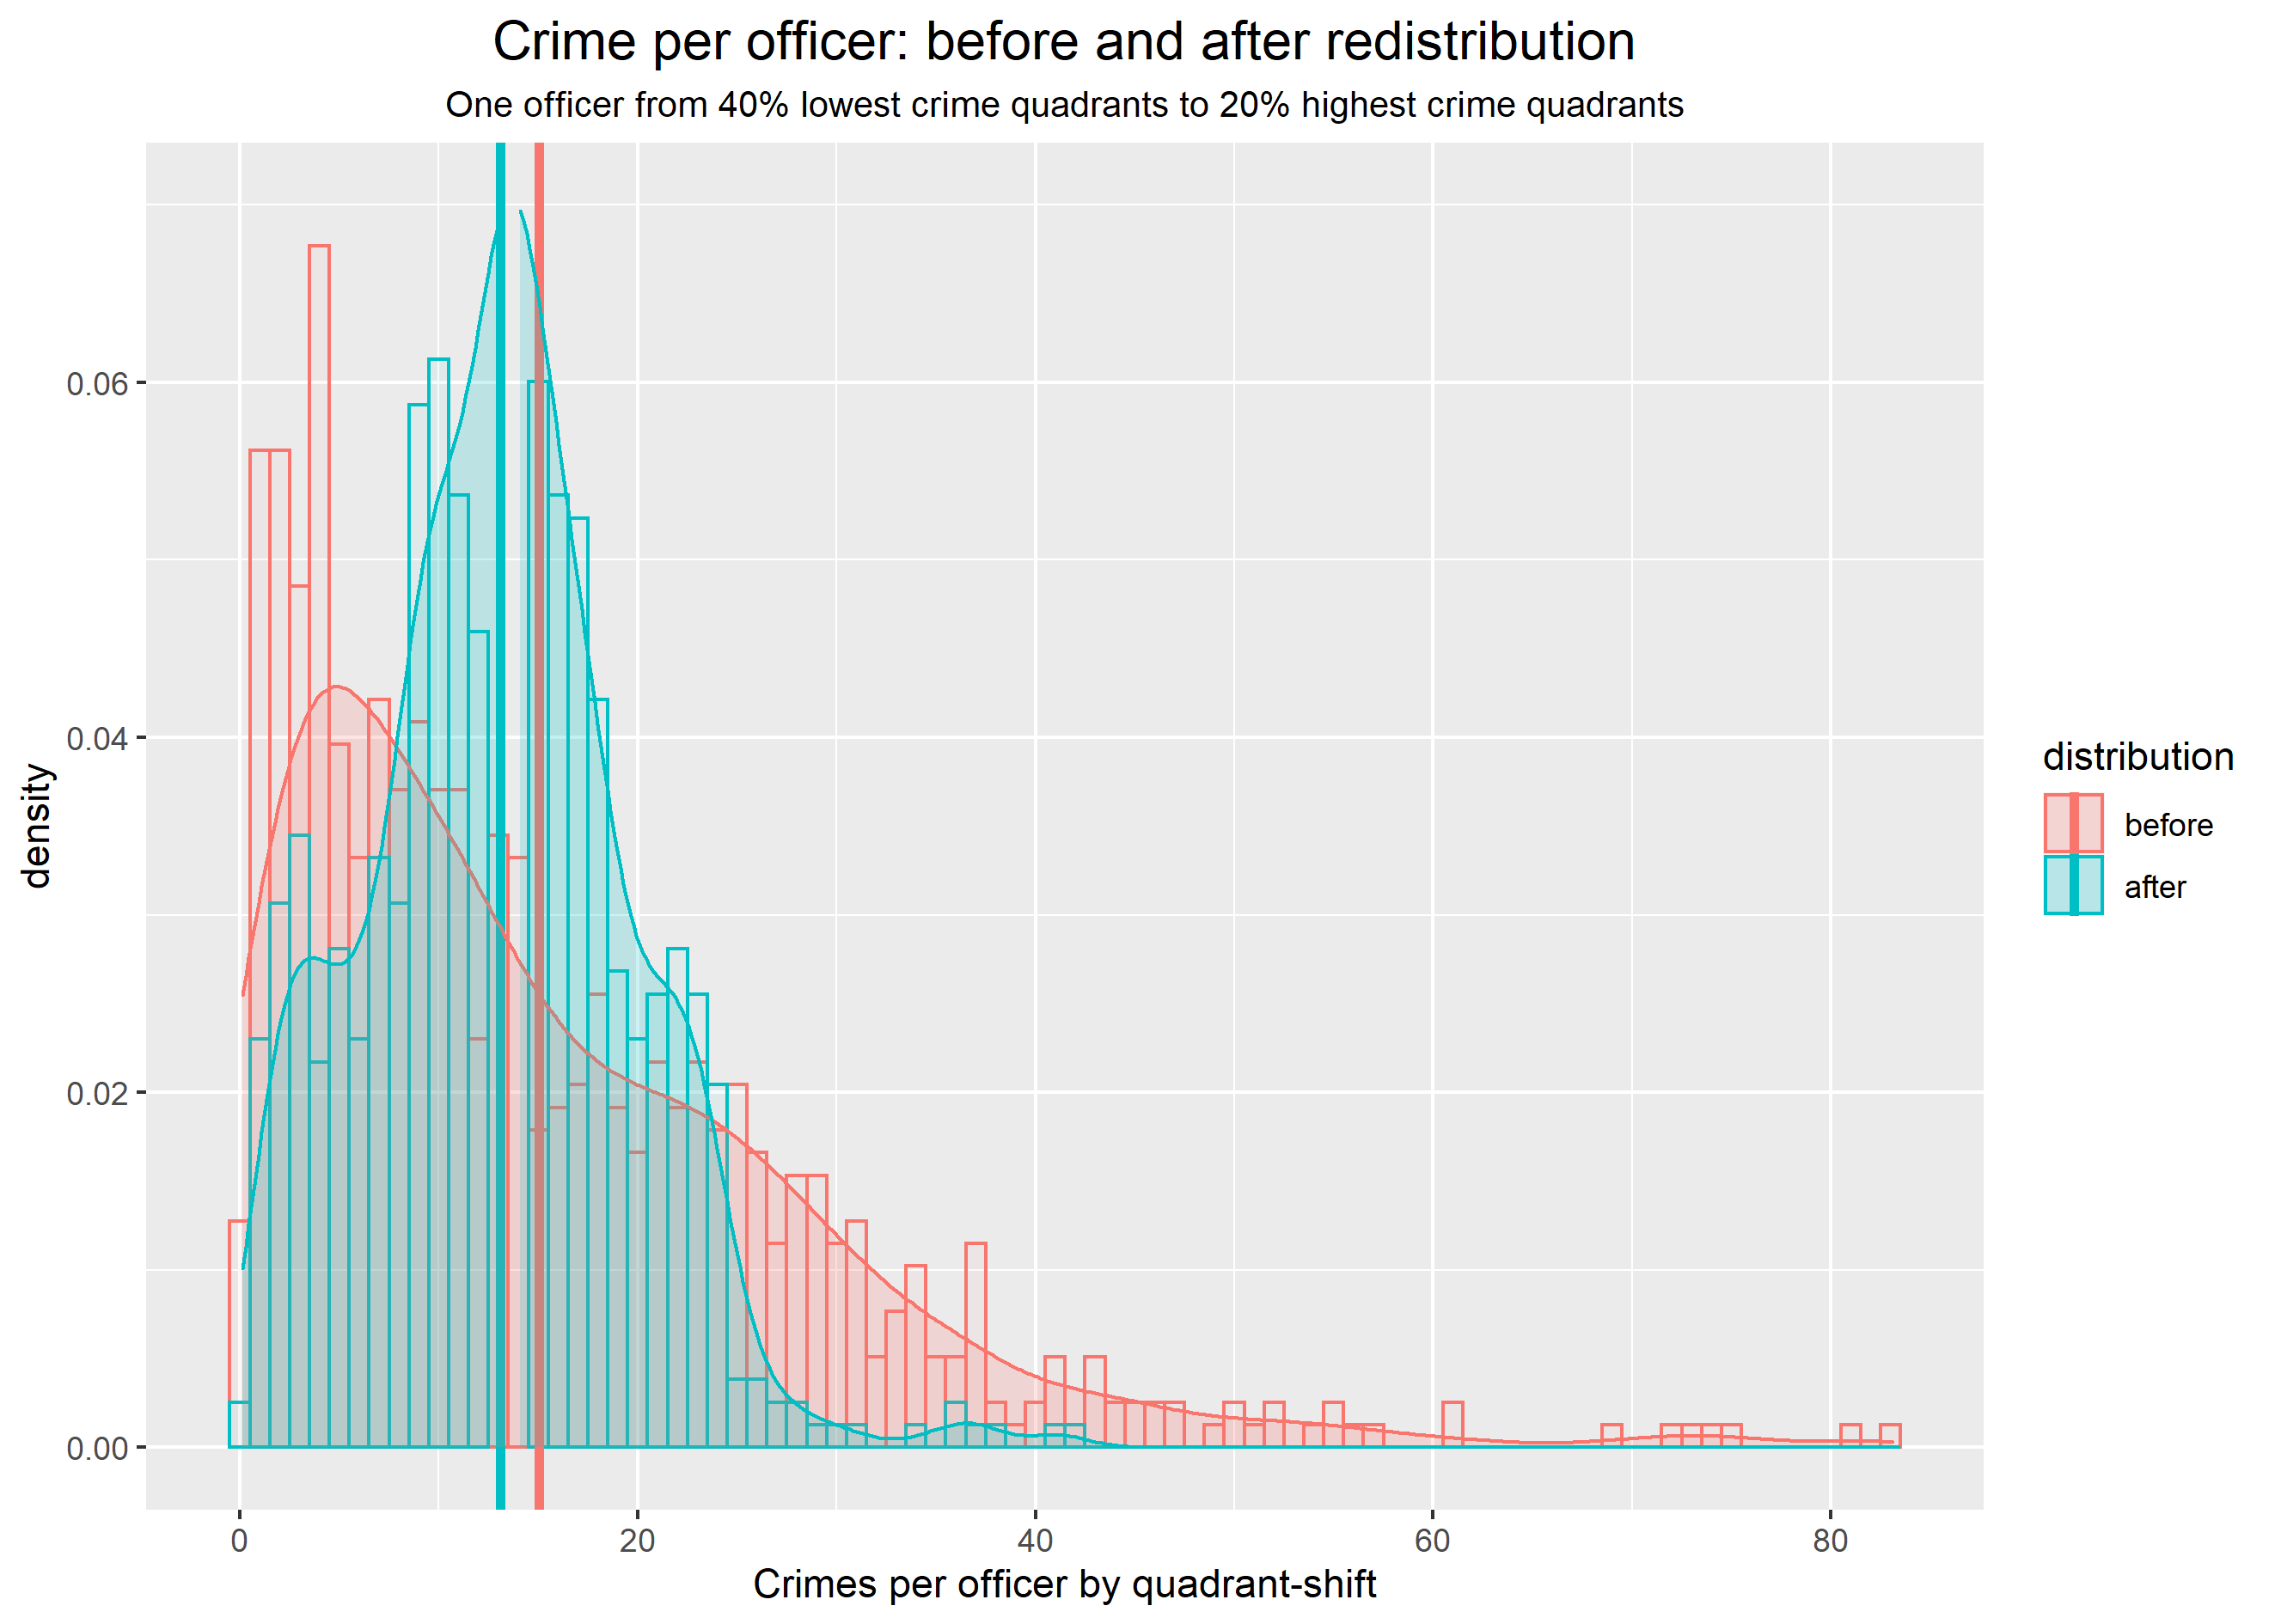 Crime per officer: before and after redistribution
One officer from 40% lowest crime quadrants to 20% highest crime quadrants
density
0.06
0.04
0.02
0.00
0
20
40
60
80
Crimes per officer by quadrant-shift
distribution
before
after